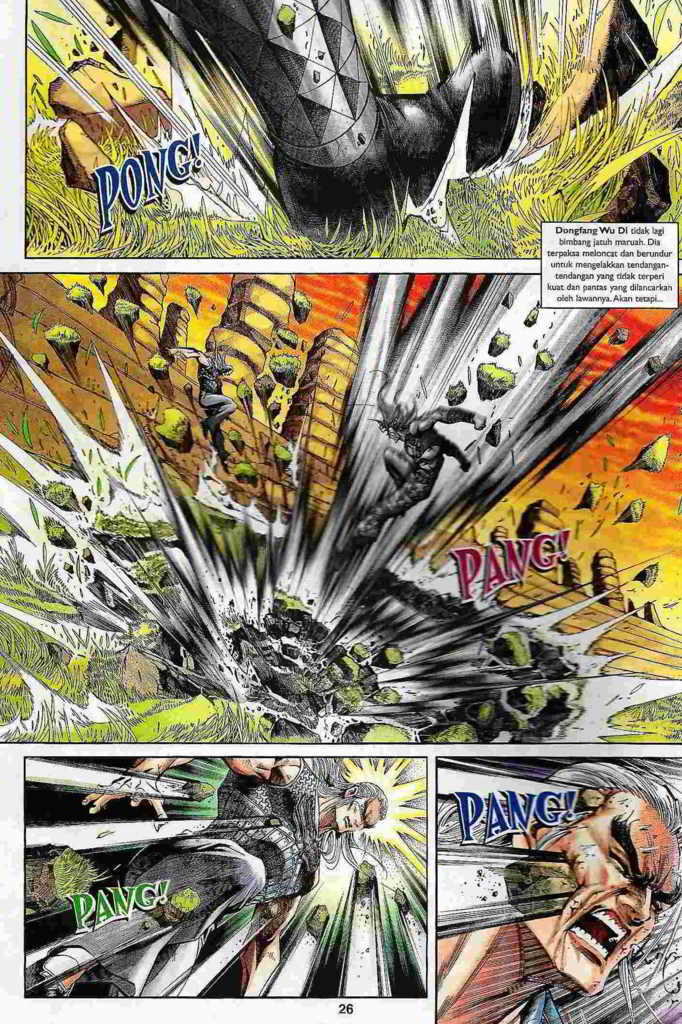 PONG!
Dongfang Wu Di tidak lagi
bimbang jatuh maruah. Dia
terpaksa meloncat dan berundur
untuk mengelakkan tendangan-
tendangan yang tidak terperi
kuat dan pantas yang dilancarkan
oleh lawannya. Akan tetapi...
PANG!
PANG!
PANG!
26